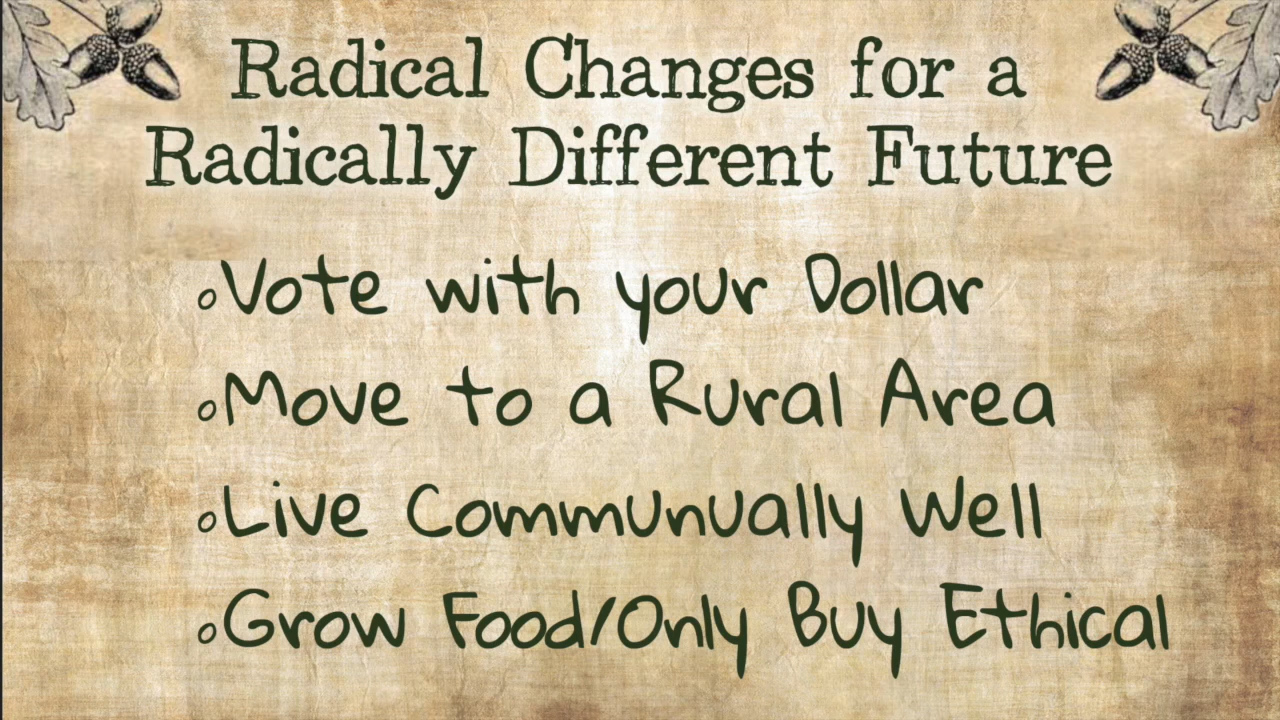 Radical Changes for a
Radically Different Future
◦Vote with your Dollar
◦Move to a Rural Area
◦Live Commununally Well
◦Grow Food/Only Buy Ethical